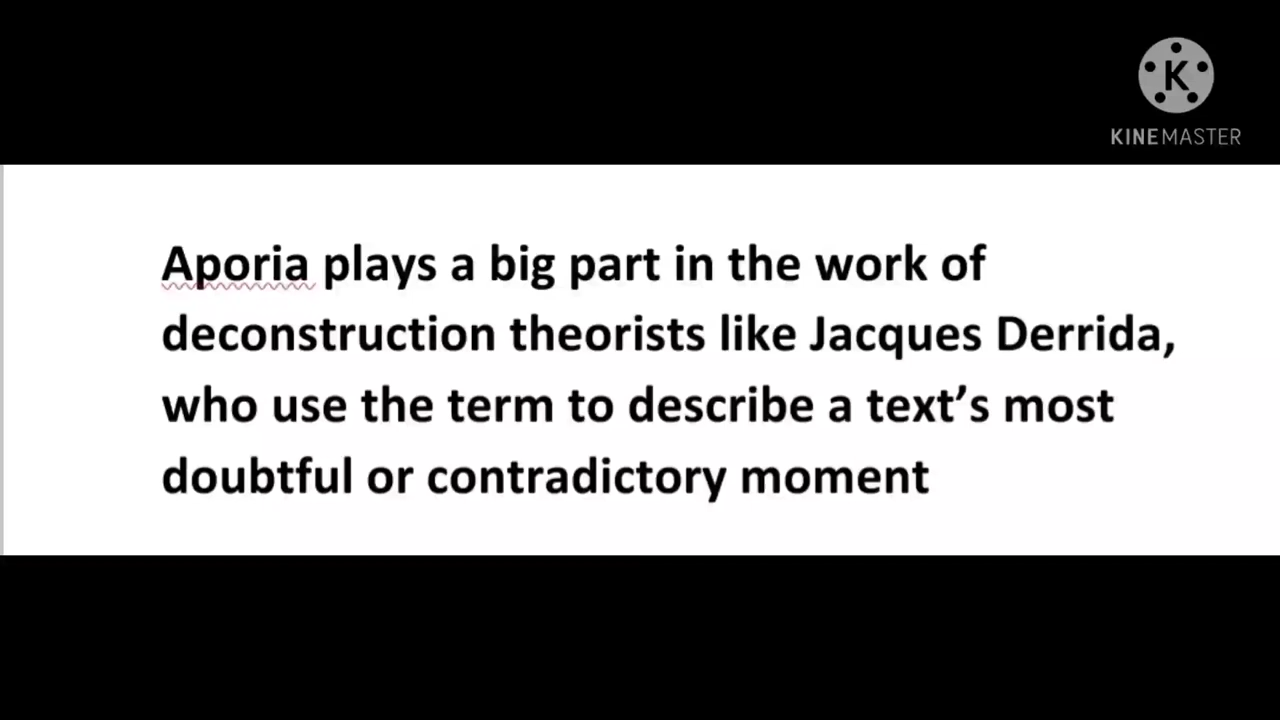 K
KINEMASTER
Aporia plays a big part in the work of
deconstruction theorists like Jacques Derrida,
who use the term to describe a text’s most
doubtful or contradictory moment